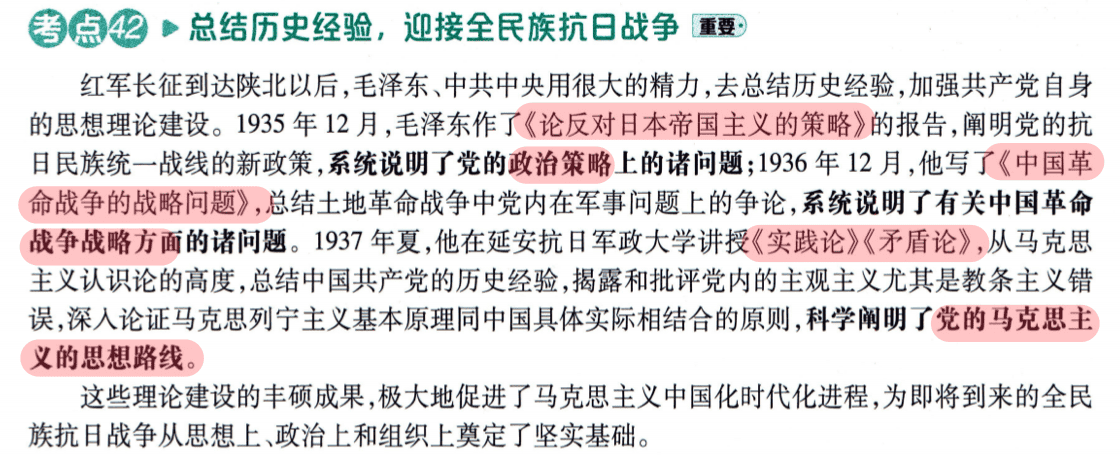 考点42 ▶ 总结历史经验，迎接全民族抗日战争 重要
红军长征到达陕北以后，毛泽东、中共中央用很大的精力，去总结历史经验，加强共产党自身
的思想理论建设。1935年12月，毛泽东作了《论反对日本帝国主义的策略》的报告，阐明党的抗
日民族统一战线的新政策，系统说明了党的政治策略上的诸问题；1936年12月，他写了《中国革
命战争的战略问题》，总结土地革命战争中党内在军事问题上的争论，系统说明了有关中国革命
战争战略方面的诸问题。1937年夏，他在延安抗日军政大学讲授《实践论》《矛盾论》，从马克思
主义认识论的高度，总结中国共产党的历史经验，揭露和批评党内的主观主义尤其是教条主义错
误，深入论证马克思列宁主义基本原理同中国具体实际相结合的原则，科学阐明了党的马克思主
义的思想路线。
这些理论建设的丰硕成果，极大地促进了马克思主义中国化时代化进程，为即将到来的全民
族抗日战争从思想上、政治上和组织上奠定了坚实基础。